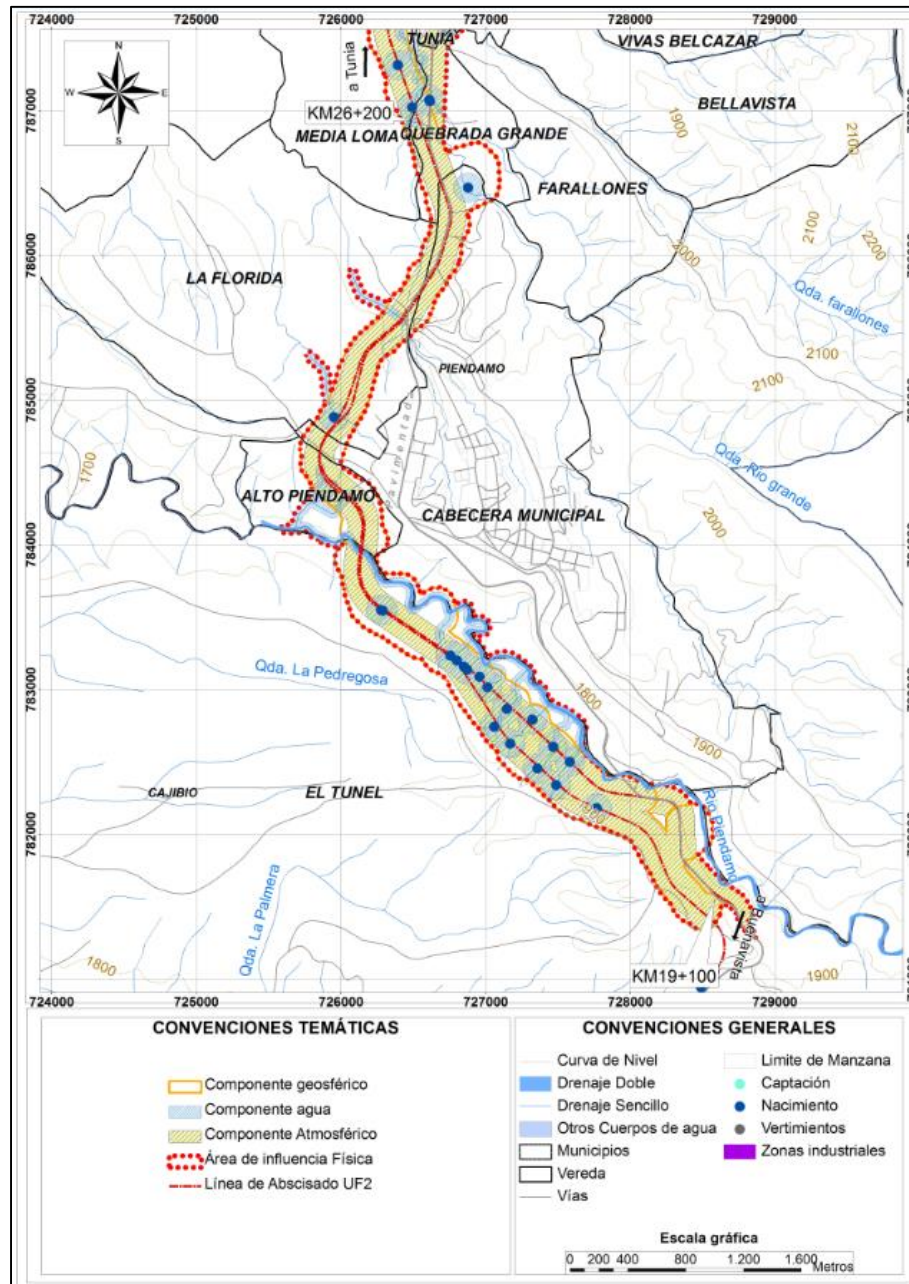 724000 725000 726000 727000 728000 729000
N
W E
S
a Tunia
TUNIA
VIVAS BELCAZAR
KM26+200
BELLAVISTA
1900
2100
787000
MEDIA LOMA
QUEBRADA GRANDE
FARALLONES
2100
2200
2000
786000
LA FLORIDA
Qda. farallones
PIENDAMO
2100
2100
785000
1700
Pavimentada
Qda. Rio grande
ALTO PIENDAMO
CABECERA MUNICIPAL
2000
784000
Qda. La Pedregosa
783000
1800
1900
CAJIBIO
EL TUNEL
782000
Rio Piendamo
Qda. La Palmera
a Buenavista
1800
KM19+100
1900
724000 725000 726000 727000 728000 729000
CONVENCIONES TEMÁTICAS
Componente geosférico
Componente agua
Componente Atmosférico
Área de influencia Física
Línea de Abscisado UF2
CONVENCIONES GENERALES
Curva de Nivel
Drenaje Doble
Drenaje Sencillo
Otros Cuerpos de agua
Municipios
Vereda
Vías
Limite de Manzana
Captación
Nacimiento
Vertimientos
Zonas industriales
Escala gráfica
0 200 400 800 1.200 1.600
Metros